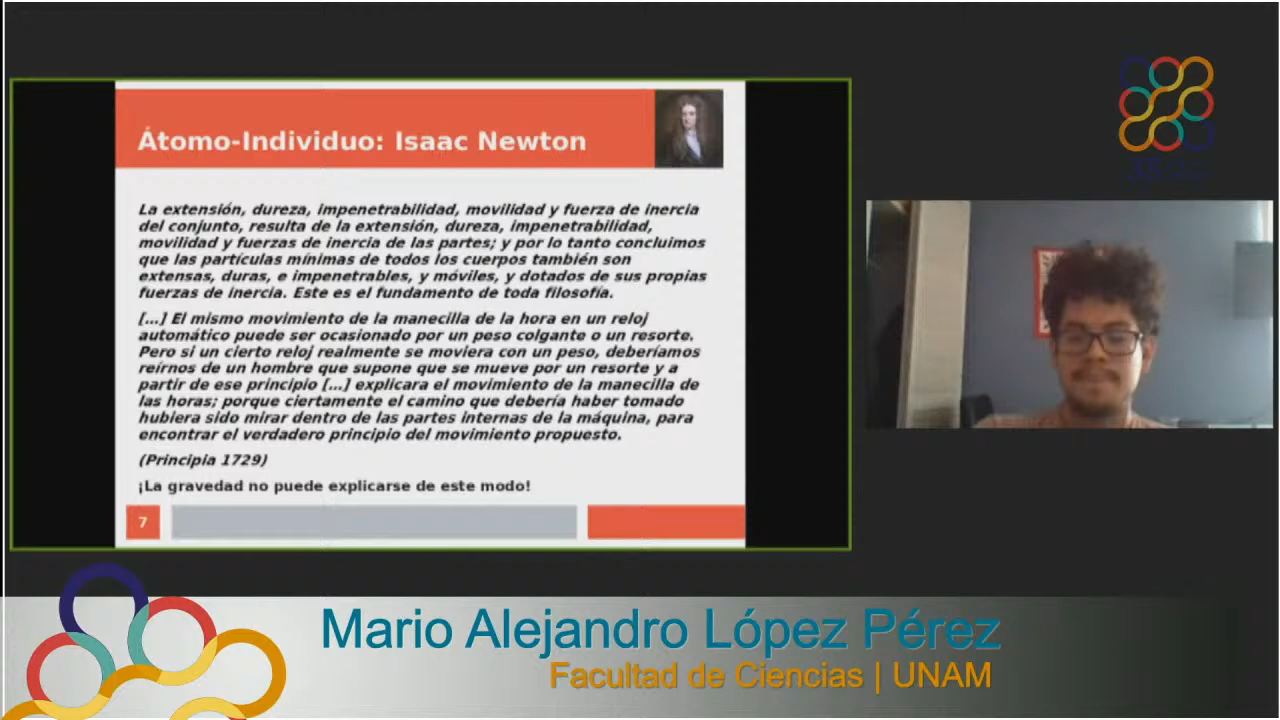 Átomo-Individuo: Isaac Newton
La extensión, dureza, impenetrabilidad, movilidad y fuerza de inercia
del conjunto, resulta de la extensión, dureza, impenetrabilidad,
movilidad y fuerzas de inercia de las partes; y por lo tanto concluimos
que las partículas mínimas de todos los cuerpos también son
extensas, duras, e impenetrables, y móviles, y dotados de sus propias
fuerzas de inercia. Este es el fundamento de toda filosofía.
[...] El mismo movimiento de la manecilla de la hora en un reloj
automático puede ser ocasionado por un peso colgante o un resorte.
Pero si un cierto reloj realmente se moviera con un peso, deberíamos
reírnos de un hombre que supone que se mueve por un resorte y a
partir de ese principio [...] explicara el movimiento de la manecilla de
las horas; porque ciertamente el camino que debería haber tomado
hubiera sido mirar dentro de las partes internas de la máquina, para
encontrar el verdadero principio del movimiento propuesto.
(Principia 1729)
¡La gravedad no puede explicarse de este modo!
7
Mario Alejandro López Pérez
Facultad de Ciencias | UNAM